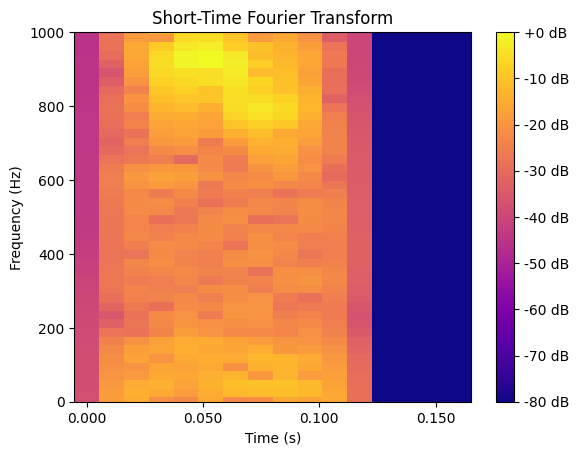 Short-Time Fourier Transform
1000
800
600
400
200
0
Frequency (Hz)
0.000
0.050
0.100
0.150
Time (s)
+0 dB
-10 dB
-20 dB
-30 dB
-40 dB
-50 dB
-60 dB
-70 dB
-80 dB